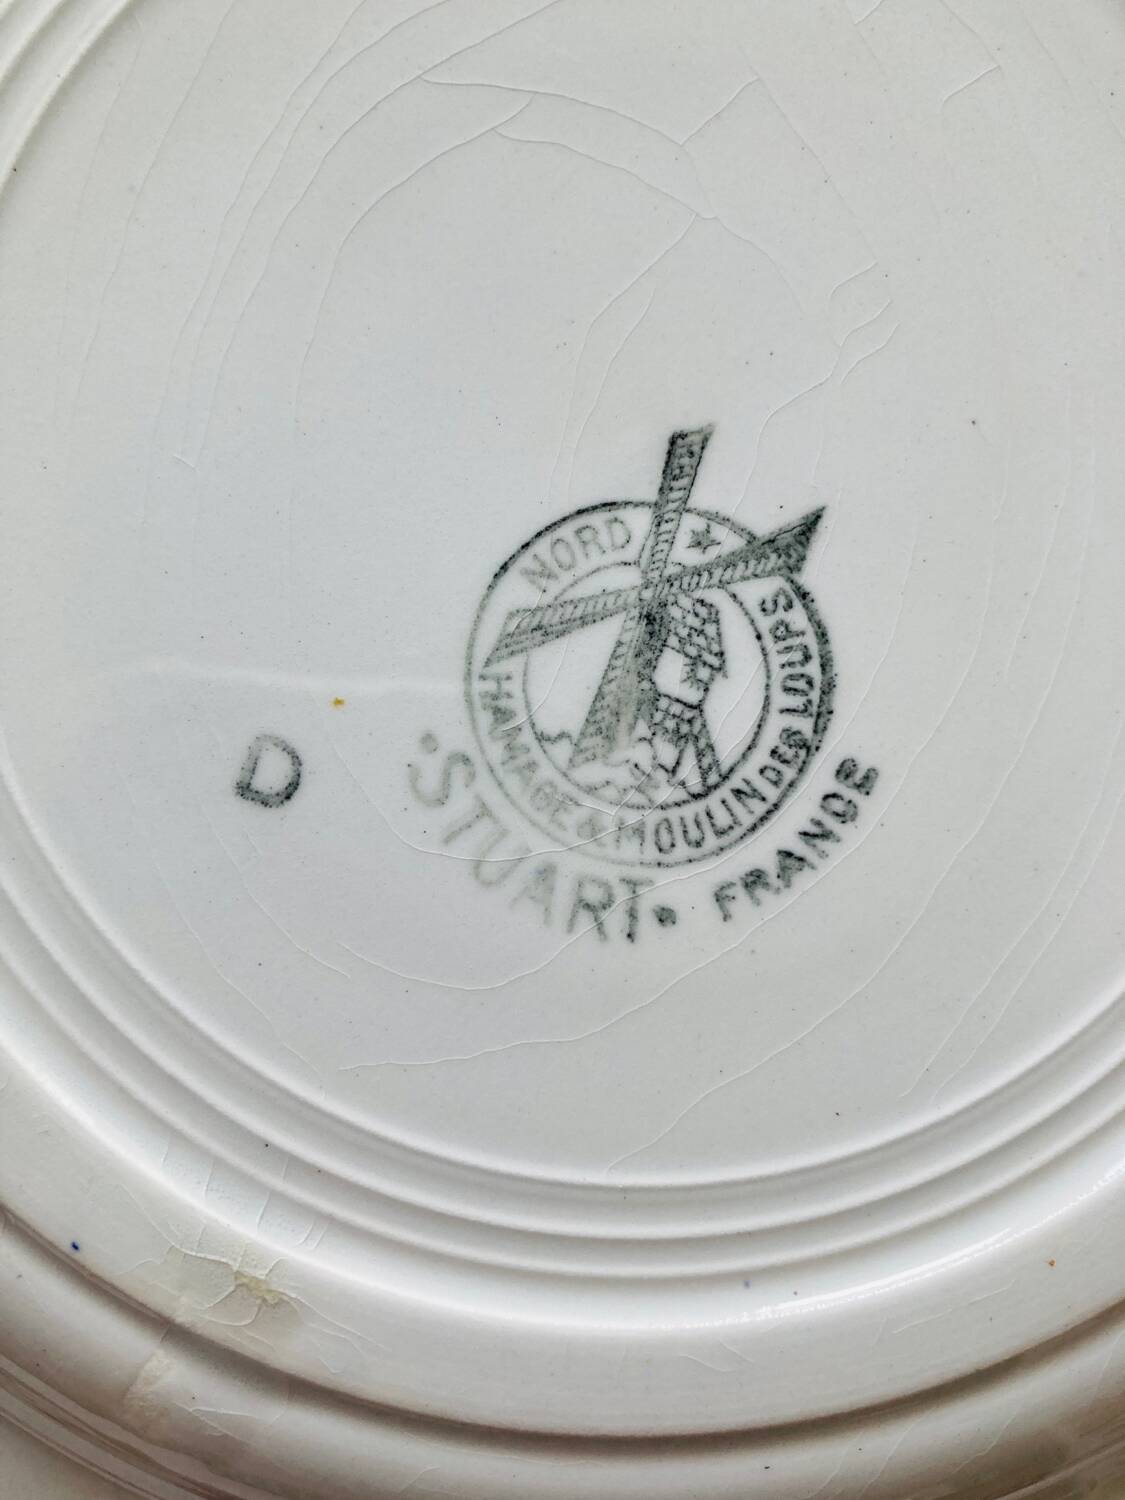 NORD
HAMAGE & MOULIN DES LOUPS
D
• STUART • FRANCE